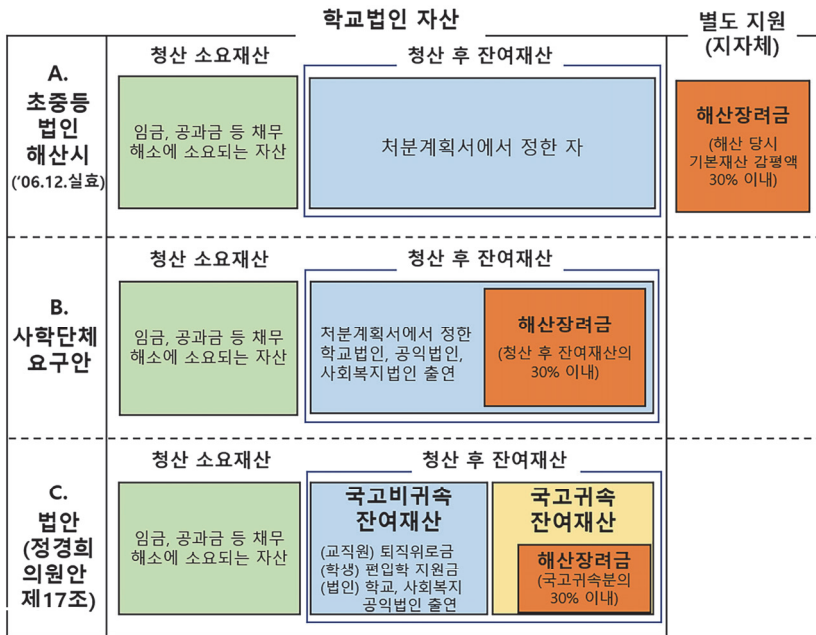 학교법인 자산
별도 지원
(지자체)
A.
초중등
법인
해산시
('06.12.실효)
청산 소요재산
임금, 공과금 등 채무
해소에 소요되는 자산
청산 후 잔여재산
처분계획서에서 정한 자
해산장려금
(해산 당시
기본재산 감평액
30% 이내)
B.
사학단체
요구안
청산 소요재산
임금, 공과금 등 채무
해소에 소요되는 자산
청산 후 잔여재산
처분계획서에서 정한
학교법인, 공익법인,
사회복지법인 출연
해산장려금
(청산 후 잔여재산의
30% 이내)
C.
법안
(정경희
의원안
제17조)
청산 소요재산
임금, 공과금 등 채무
해소에 소요되는 자산
청산 후 잔여재산
국고비귀속
잔여재산
(교직원) 퇴직위로금
(학생) 편입학 지원금
(법인) 학교, 사회복지
공익법인 출연
국고귀속
잔여재산
해산장려금
(국고귀속분의
30% 이내)